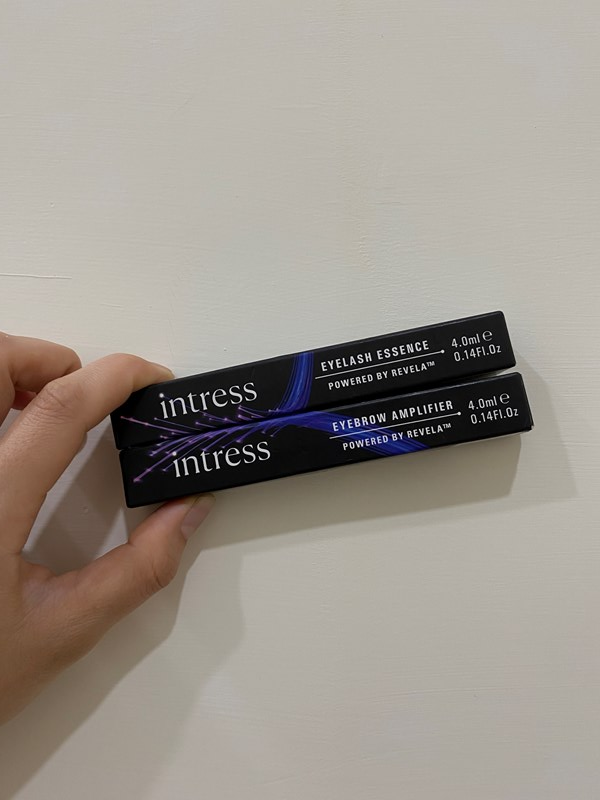 intress
EYELASH ESSENCE
POWERED BY REVELA™
4.0ml ℮
0.14Fl.Oz
intress
EYEBROW AMPLIFIER
POWERED BY REVELA™
4.0ml ℮
0.14Fl.Oz